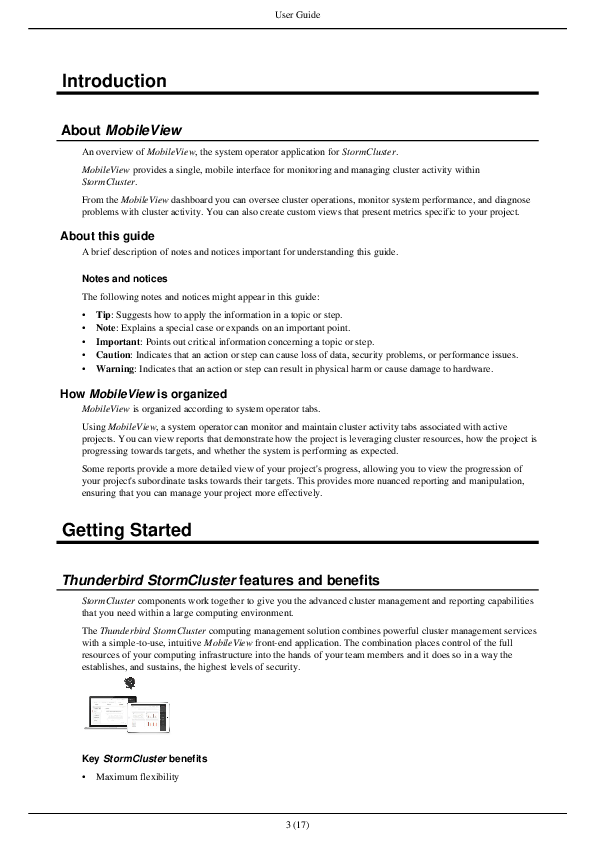 User Guide
Introduction
About MobileView
An overview of MobileView, the system operator application for StormCluster.
MobileView provides a single, mobile interface for monitoring and managing cluster activity within
StormCluster.
From the MobileView dashboard you can oversee cluster operations, monitor system performance, and diagnose
problems with cluster activity. You can also create custom views that present metrics specific to your project.
About this guide
A brief description of notes and notices important for understanding this guide.
Notes and notices
The following notes and notices might appear in this guide:
• Tip: Suggests how to apply the information in a topic or step.
• Note: Explains a special case or expands on an important point.
• Important: Points out critical information concerning a topic or step.
• Caution: Indicates that an action or step can cause loss of data, security problems, or performance issues.
• Warning: Indicates that an action or step can result in physical harm or cause damage to hardware.
How MobileView is organized
MobileView is organized according to system operator tabs.
Using MobileView, a system operator can monitor and maintain cluster activity tabs associated with active
projects. You can view reports that demonstrate how the project is leveraging cluster resources, how the project is
progressing towards targets, and whether the system is performing as expected.
Some reports provide a more detailed view of your project's progress, allowing you to view the progression of
your project's subordinate tasks towards their targets. This provides more nuanced reporting and manipulation,
ensuring that you can manage your project more effectively.
Getting Started
Thunderbird StormCluster features and benefits
StormCluster components work together to give you the advanced cluster management and reporting capabilities
that you need within a large computing environment.
The Thunderbird StormCluster computing management solution combines powerful cluster management services
with a simple-to-use, intuitive MobileView front-end application. The combination places control of the full
resources of your computing infrastructure into the hands of your team members and it does so in a way the
establishes, and sustains, the highest levels of security.
Key StormCluster benefits
• Maximum flexibility
3 (17)